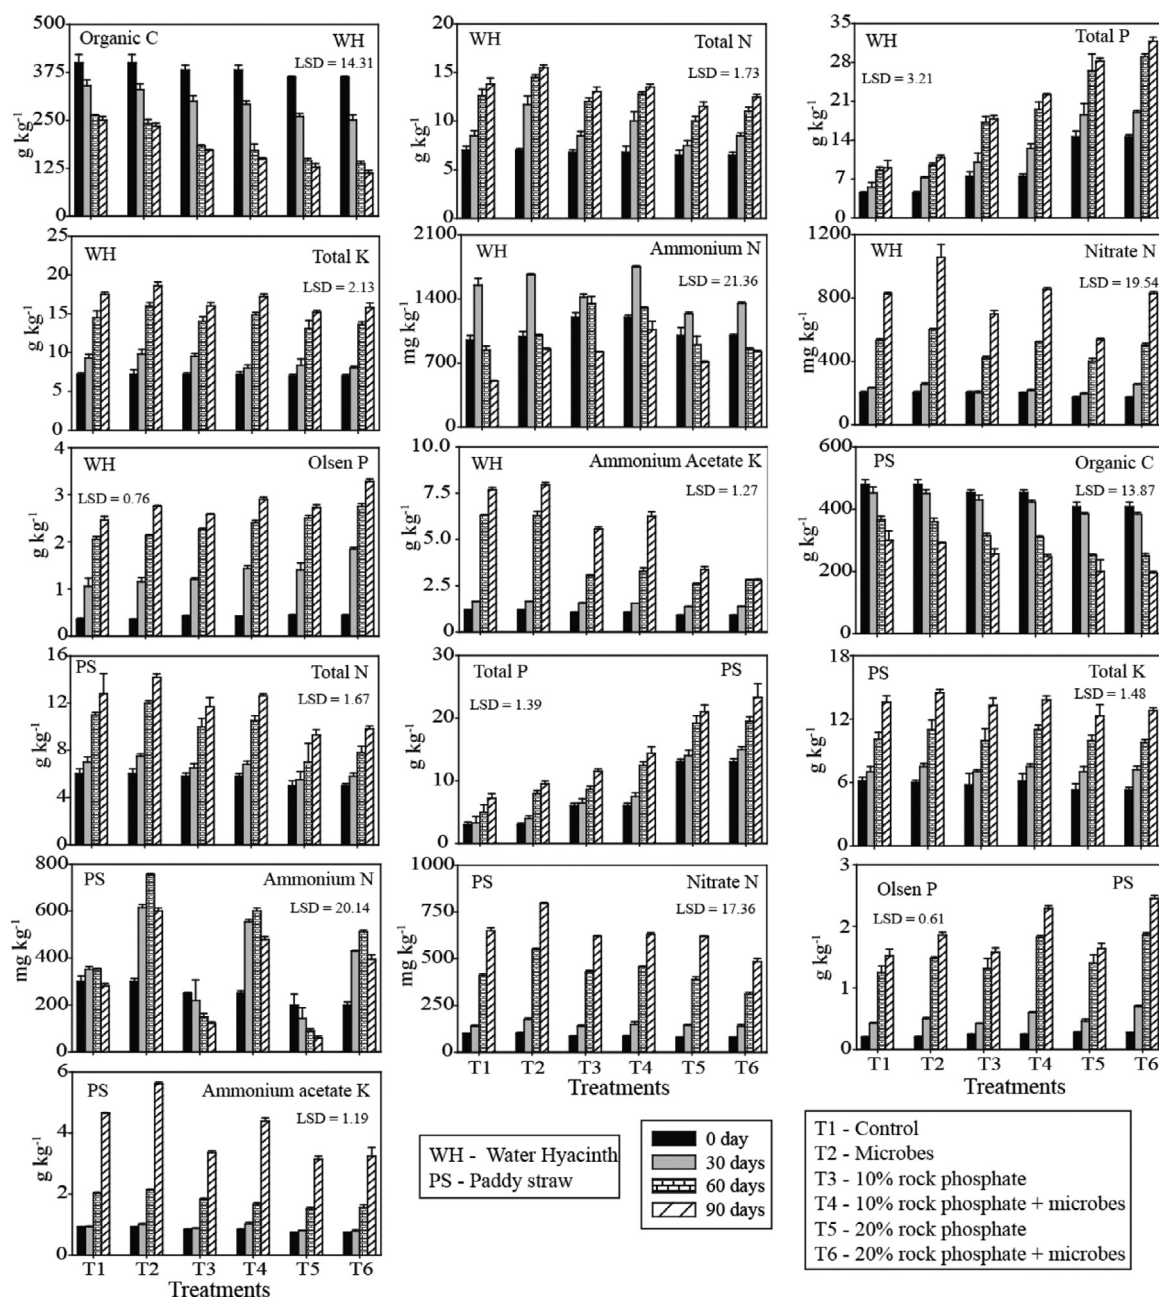 Organic C
WH
LSD = 14.31
500
375
250
125
0
g kg-1
WH
Total N
LSD = 1.73
20
15
10
5
0
g kg-1
WH
Total P
LSD = 3.21
35
28
21
14
7
0
g kg-1
WH
Total K
LSD = 2.13
25
20
15
10
5
0
g kg-1
WH
Ammonium N
LSD = 21.36
2100
1400
700
0
mg kg-1
WH
Nitrate N
LSD = 19.54
1200
800
400
0
mg kg-1
WH
Olsen P
LSD = 0.76
4
3
2
1
0
g kg-1
WH
Ammonium Acetate K
LSD = 1.27
10.0
7.5
5.0
2.5
0
g kg-1
PS
Organic C
LSD = 13.87
600
400
200
0
g kg-1
PS
Total N
LSD = 1.67
16
12
8
4
0
g kg-1
Total P
PS
LSD = 1.39
30
20
10
0
g kg-1
PS
Total K
LSD = 1.48
18
12
6
0
g kg-1
PS
Ammonium N
LSD = 20.14
800
600
400
200
0
mg kg-1
PS
Nitrate N
LSD = 17.36
1000
750
500
250
0
mg kg-1
T1 T2 T3 T4 T5 T6
Treatments
Olsen P
PS
LSD = 0.61
3
2
1
0
g kg-1
T1 T2 T3 T4 T5 T6
Treatments
PS
Ammonium acetate K
LSD = 1.19
6
4
2
0
g kg-1
T1 T2 T3 T4 T5 T6
Treatments
WH - Water Hyacinth
PS - Paddy straw
0 day
30 days
60 days
90 days
T1 - Control
T2 - Microbes
T3 - 10% rock phosphate
T4 - 10% rock phosphate + microbes
T5 - 20% rock phosphate
T6 - 20% rock phosphate + microbes